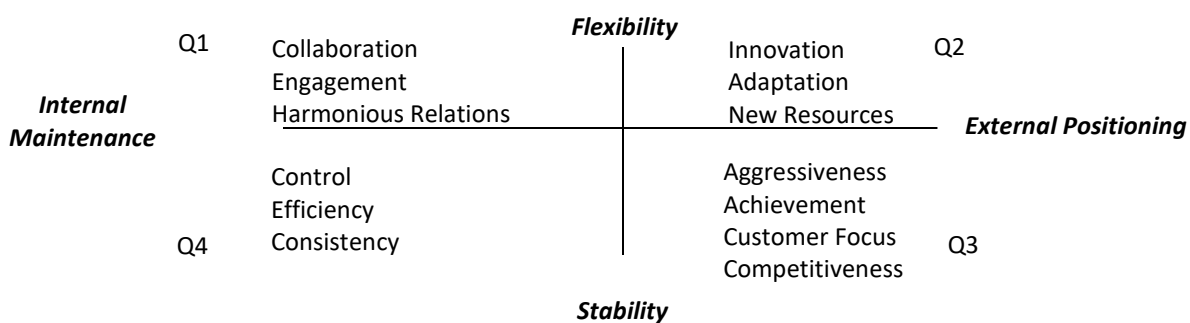 Flexibility
Q1
Collaboration
Engagement
Harmonious Relations
Innovation
Adaptation
New Resources
Q2
Internal
Maintenance
External Positioning
Control
Efficiency
Consistency
Q4
Aggressiveness
Achievement
Customer Focus
Competitiveness
Q3
Stability